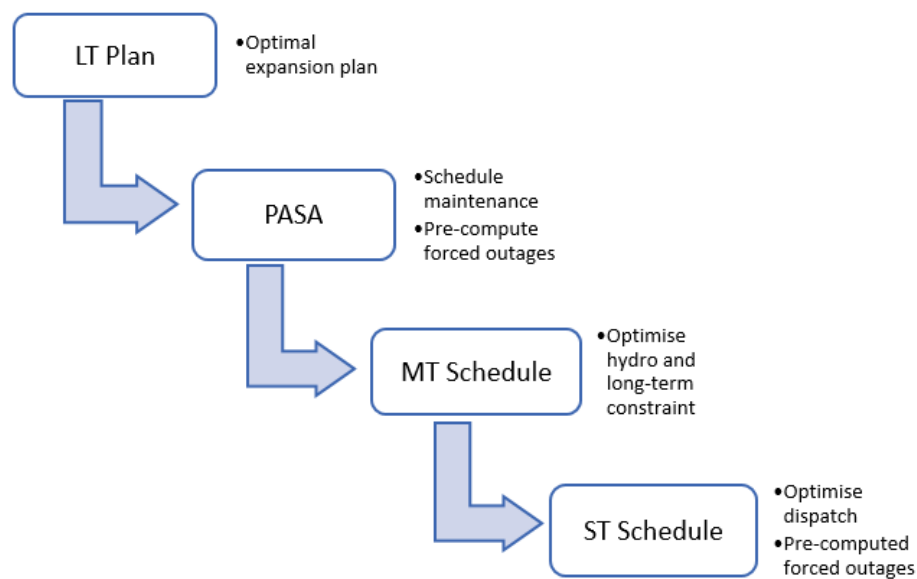 LT Plan
•Optimal
expansion plan
PASA
•Schedule
maintenance
•Pre-compute
forced outages
MT Schedule
•Optimise
hydro and
long-term
constraint
ST Schedule
•Optimise
dispatch
•Pre-computed
forced outages